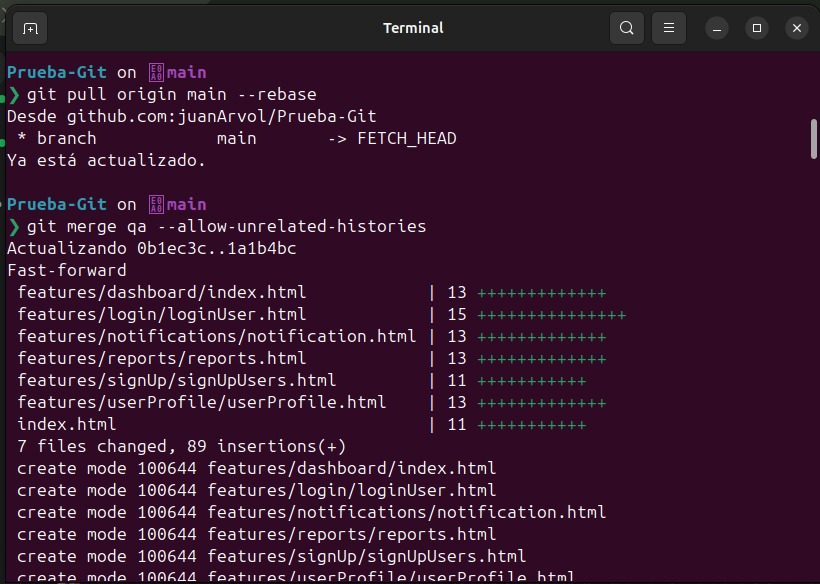 Terminal
Prueba-Git on main
❯ git pull origin main --rebase
Desde github.com:juanArvol/Prueba-Git
 * branch            main       -> FETCH_HEAD
Ya está actualizado.
Prueba-Git on main
❯ git merge qa --allow-unrelated-histories
Actualizando 0b1ec3c..1a1b4bc
Fast-forward
 features/dashboard/index.html            | 13 +++++++++++++
 features/login/loginUser.html            | 15 +++++++++++++++
 features/notifications/notification.html | 13 +++++++++++++
 features/reports/reports.html            | 13 +++++++++++++
 features/signUp/signUpUsers.html         | 11 +++++++++++
 features/userProfile/userProfile.html    | 13 +++++++++++++
 index.html                               | 11 +++++++++++
 7 files changed, 89 insertions(+)
 create mode 100644 features/dashboard/index.html
 create mode 100644 features/login/loginUser.html
 create mode 100644 features/notifications/notification.html
 create mode 100644 features/reports/reports.html
 create mode 100644 features/signUp/signUpUsers.html
 create mode 100644 features/userProfile/userProfile.html